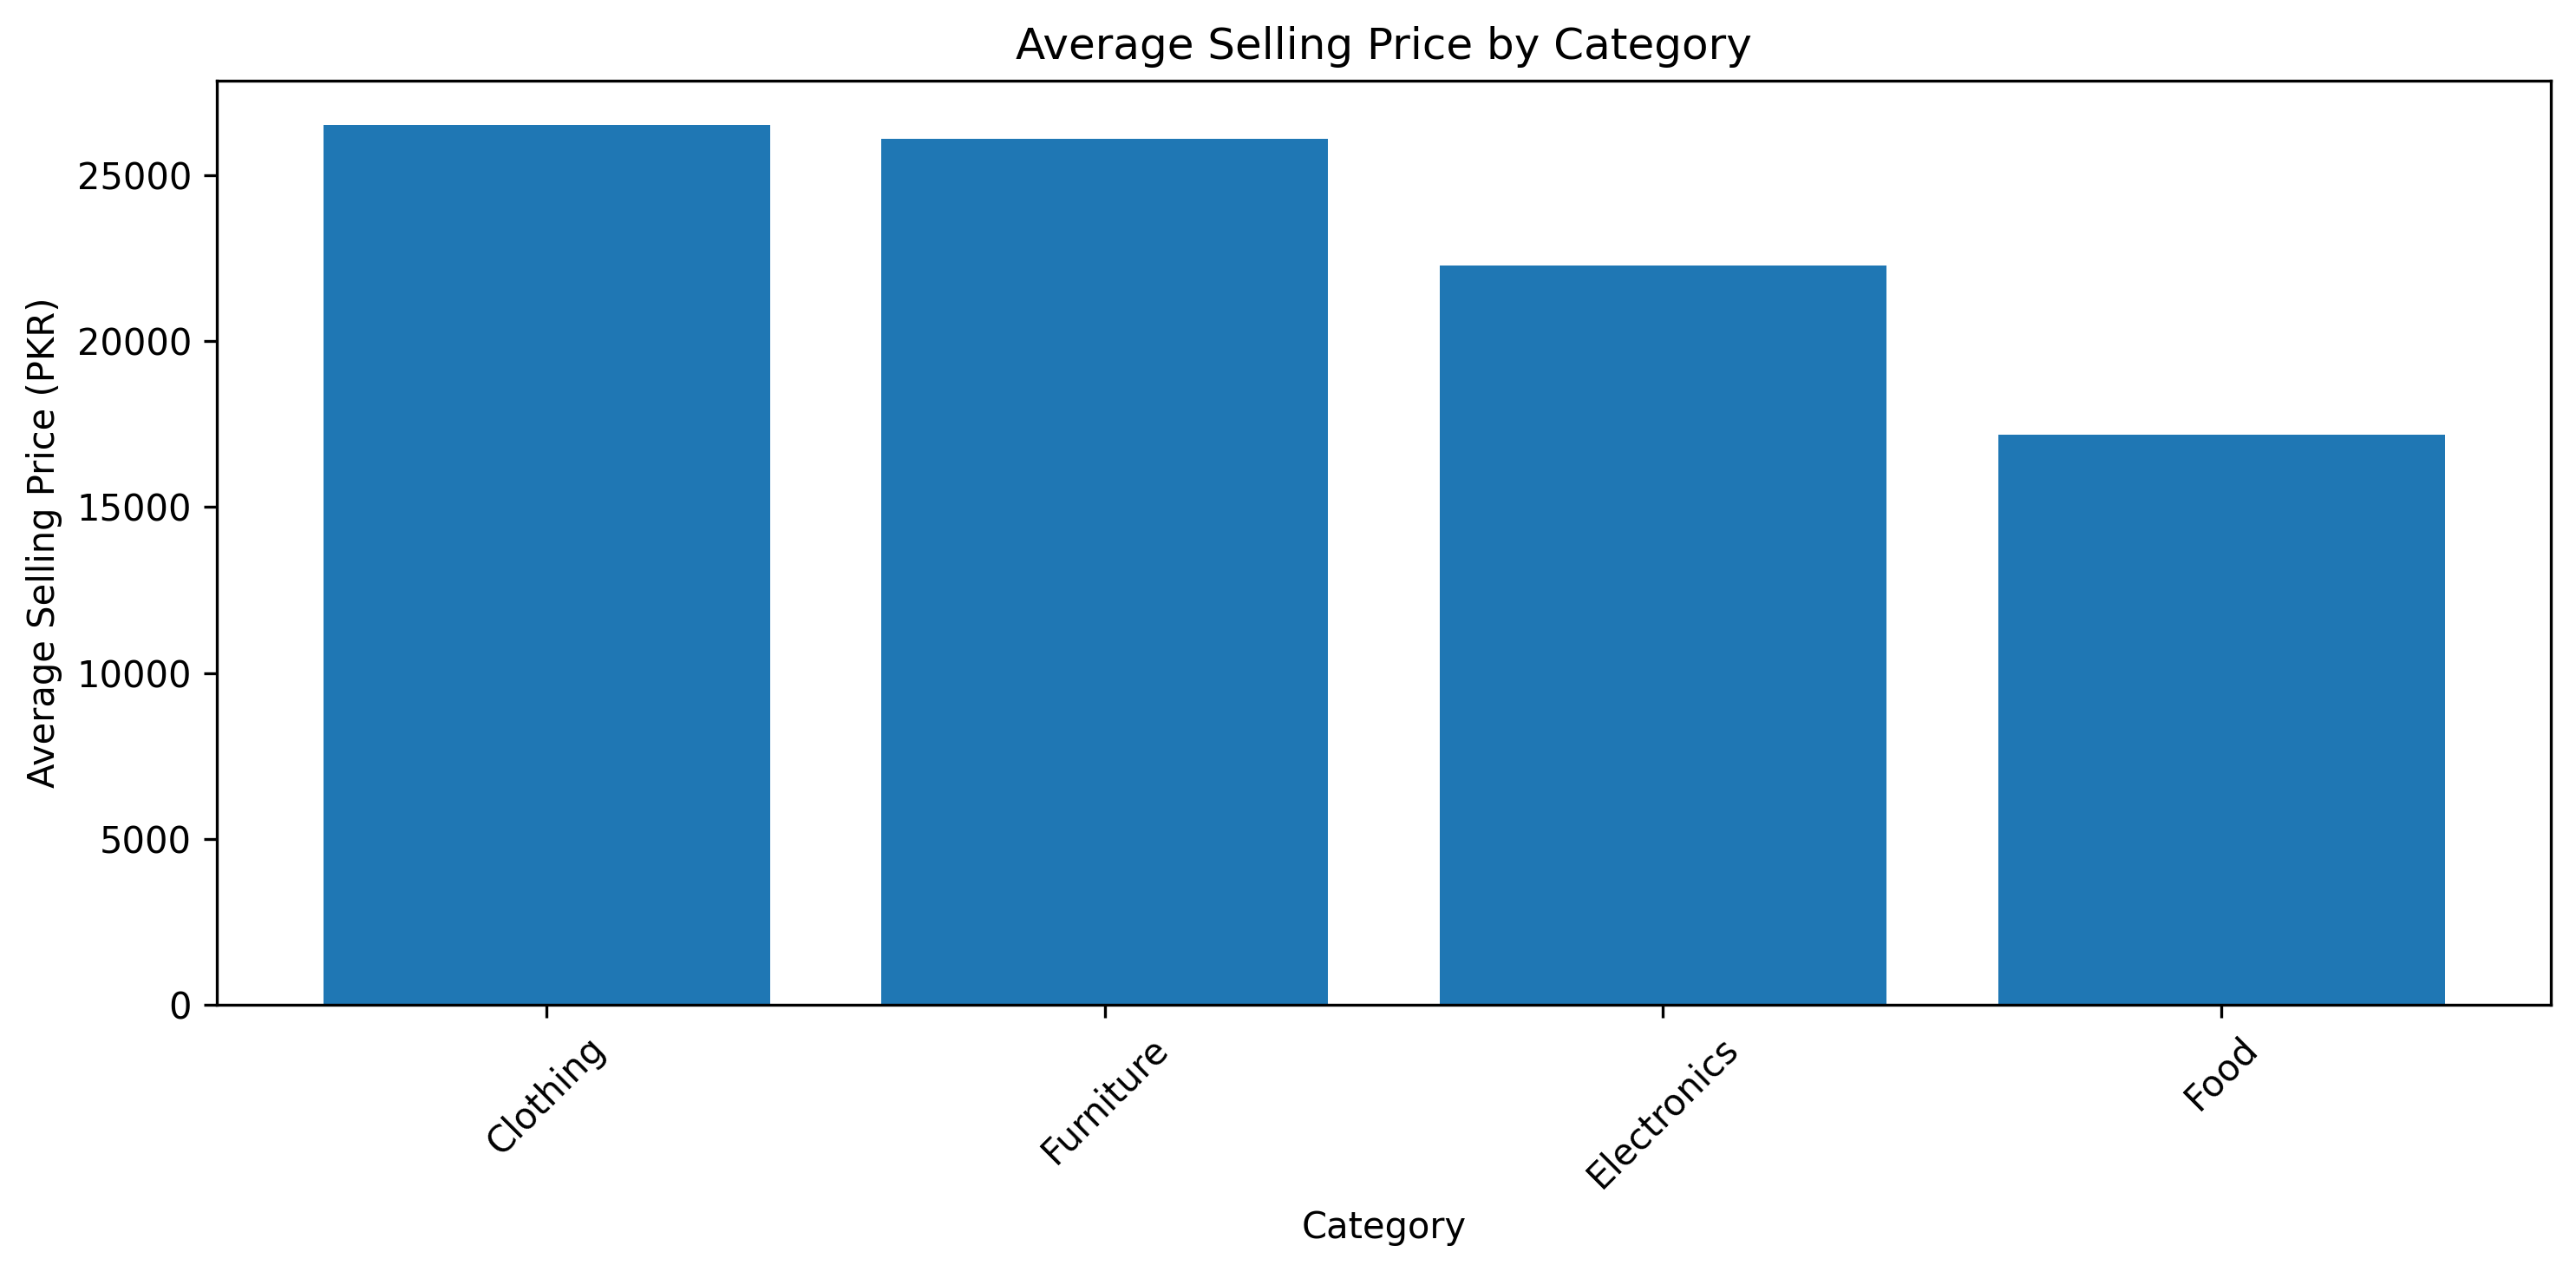 Average Selling Price by Category
Average Selling Price (PKR)
25000
20000
15000
10000
5000
0
Clothing
Furniture
Electronics
Food
Category